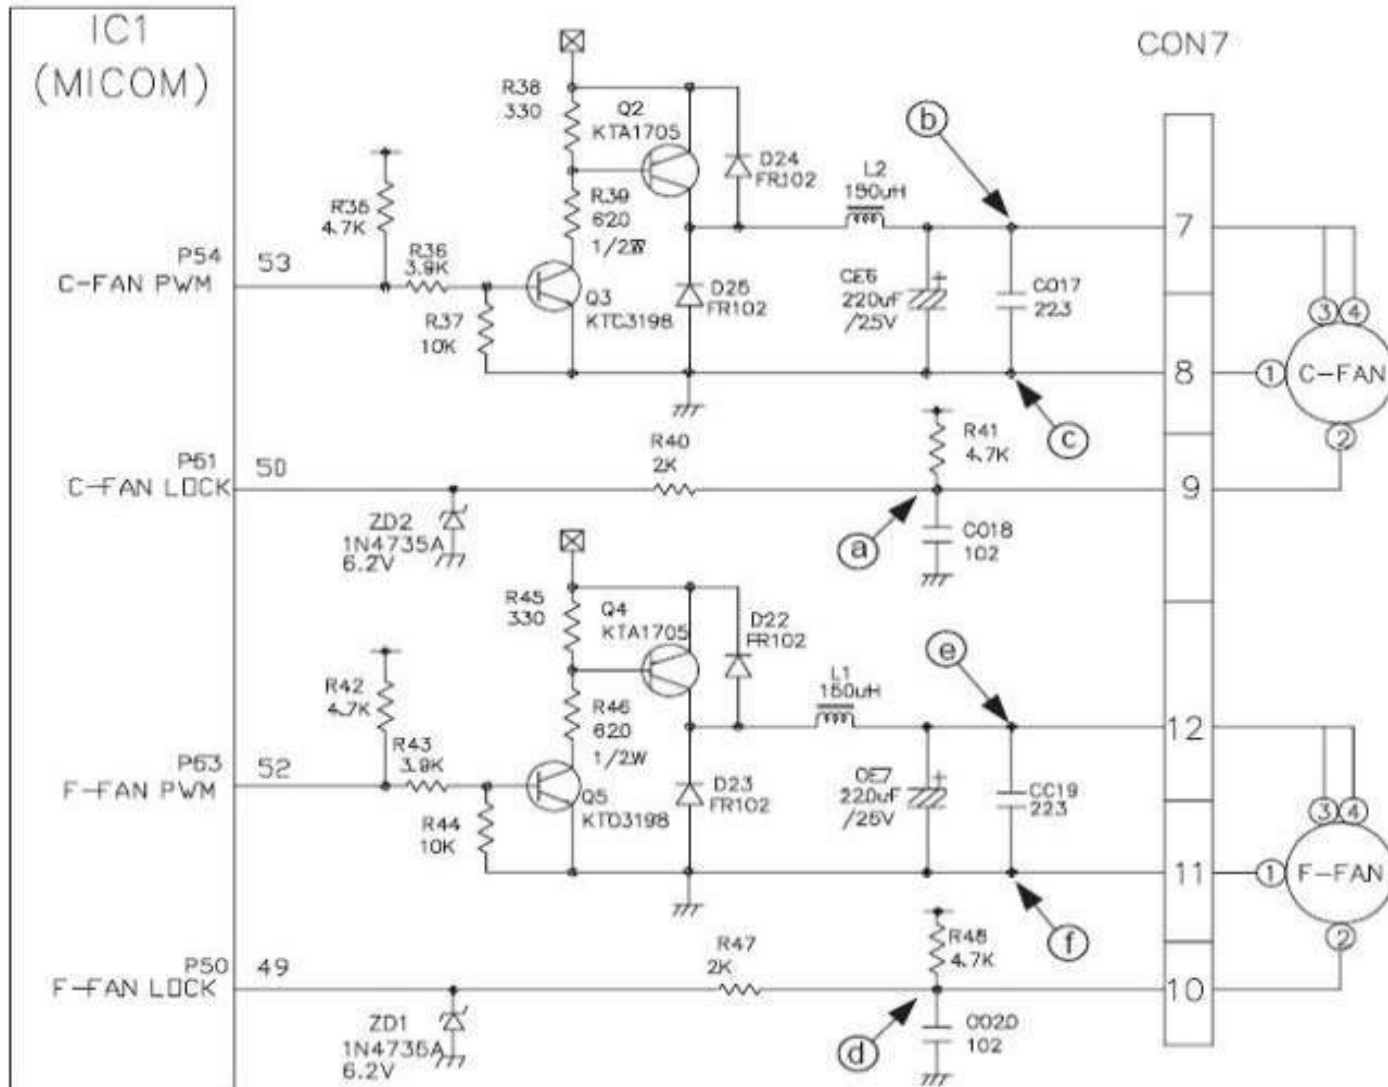 IC1
(MICOM)
CON7
R38
330
Q2
KTA1705
D24
FR102
L2
150uH
b
R35
4.7K
R39
620
1/2W
7
P54
C-FAN PWM
53
R36
3.9K
Q3
KTC3198
D25
FR102
CE6
220uF
/25V
+
CO17
223
3
4
R37
10K
8
1
C-FAN
c
2
R40
2K
R41
4.7K
P51
C-FAN LOCK
50
9
ZD2
1N4735A
6.2V
a
CO18
102
R45
330
Q4
KTA1705
D22
FR102
e
L1
150uH
R42
4.7K
R46
620
1/2W
12
P53
F-FAN PWM
52
R43
3.9K
Q5
KTC3198
D23
FR102
CE7
220uF
/25V
+
CC19
223
3
4
R44
10K
11
1
F-FAN
f
2
R47
2K
R48
4.7K
P50
F-FAN LOCK
49
10
ZD1
1N4735A
6.2V
d
CO20
102